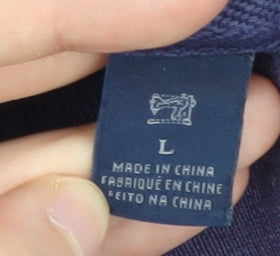 L
MADE IN CHINA
FABRIQUÉ EN CHINE
FEITO NA CHINA